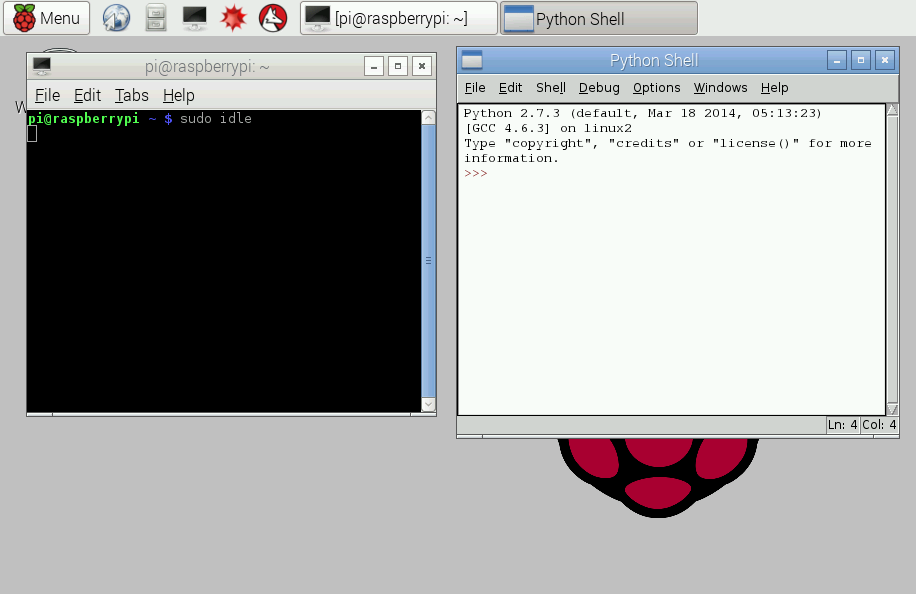 Menu
[pi@raspberrypi: ~]
Python Shell
W
pi@raspberrypi: ~
File Edit Tabs Help
pi@raspberrypi ~ $ sudo idle
Python Shell
File Edit Shell Debug Options Windows Help
Python 2.7.3 (default, Mar 18 2014, 05:13:23)
[GCC 4.6.3] on linux2
Type "copyright", "credits" or "license()" for more
information.
>>>
Ln: 4 Col: 4